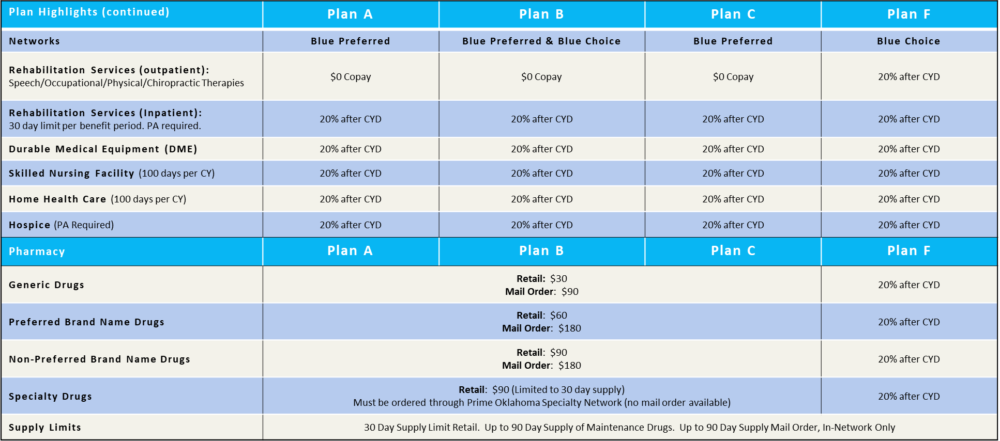 Plan Highlights (continued) Plan A Plan B Plan C Plan F
Networks Blue Preferred Blue Preferred & Blue Choice Blue Preferred Blue Choice
Rehabilitation Services (outpatient):
Speech/Occupational/Physical/Chiropractic Therapies
$0 Copay $0 Copay $0 Copay 20% after CYD
Rehabilitation Services (Inpatient):
30 day limit per benefit period. PA required.
20% after CYD 20% after CYD 20% after CYD 20% after CYD
Durable Medical Equipment (DME) 20% after CYD 20% after CYD 20% after CYD 20% after CYD
Skilled Nursing Facility (100 days per CY) 20% after CYD 20% after CYD 20% after CYD 20% after CYD
Home Health Care (100 days per CY) 20% after CYD 20% after CYD 20% after CYD 20% after CYD
Hospice (PA Required) 20% after CYD 20% after CYD 20% after CYD 20% after CYD
Pharmacy Plan A Plan B Plan C Plan F
Generic Drugs
Retail: $30
Mail Order: $90
20% after CYD
Preferred Brand Name Drugs
Retail: $60
Mail Order: $180
20% after CYD
Non-Preferred Brand Name Drugs
Retail: $90
Mail Order: $180
20% after CYD
Specialty Drugs
Retail: $90 (Limited to 30 day supply)
Must be ordered through Prime Oklahoma Specialty Network (no mail order available)
20% after CYD
Supply Limits 30 Day Supply Limit Retail. Up to 90 Day Supply of Maintenance Drugs. Up to 90 Day Supply Mail Order, In-Network Only